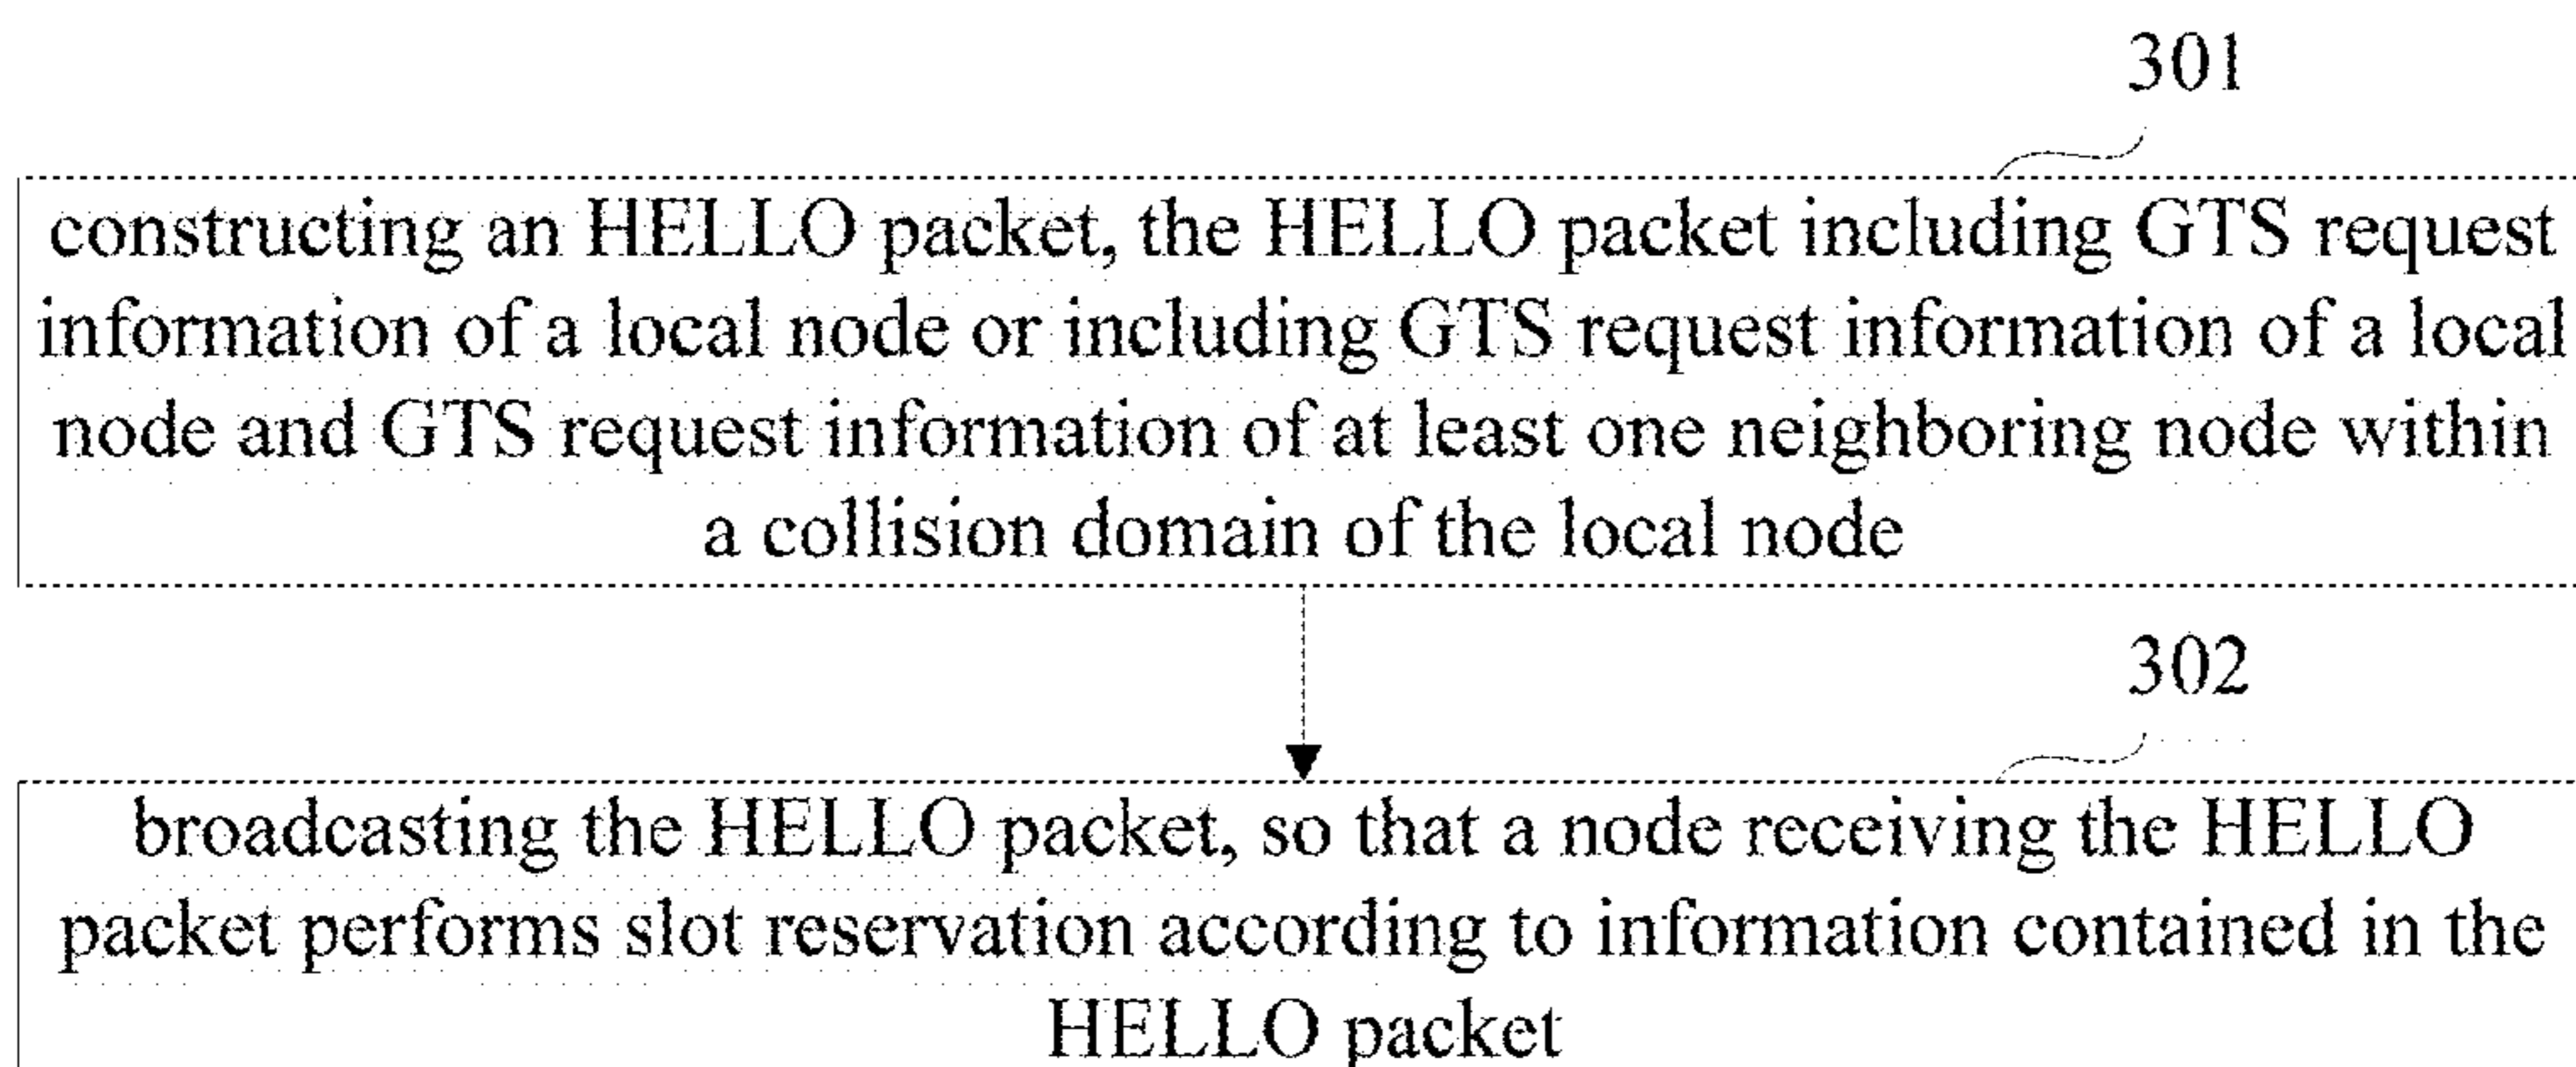 301
constructing an HELLO packet, the HELLO packet including GTS request
information of a local node or including GTS request information of a local
node and GTS request information of at least one neighboring node within
a collision domain of the local node
302
broadcasting the HELLO packet, so that a node receiving the HELLO
packet performs slot reservation according to information contained in the
HELLO packet